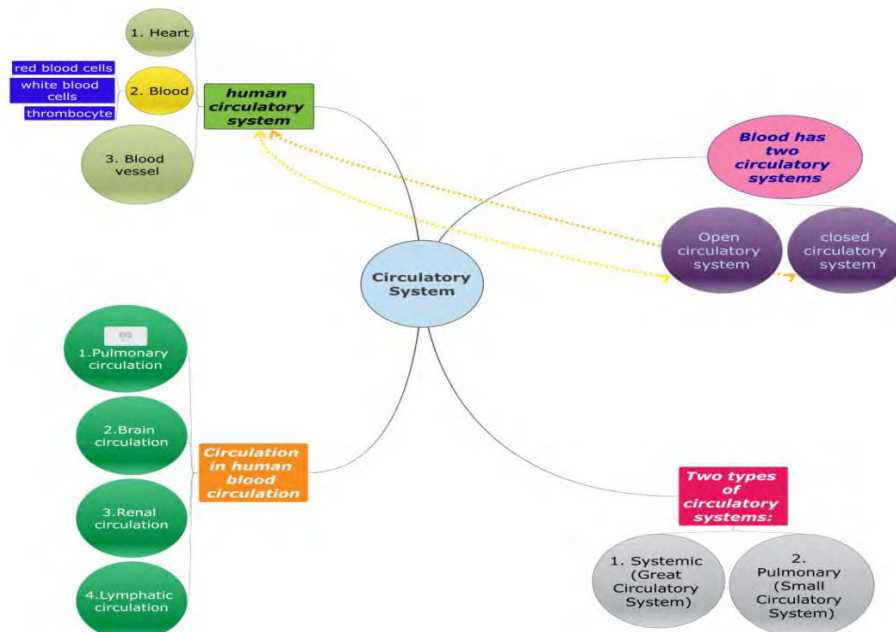 1. Heart
red blood cells
white blood
cells
thrombocyte
2. Blood
3. Blood
vessel
human
circulatory
system
Blood has
two
circulatory
systems
Open
circulatory
system
closed
circulatory
system
Circulatory
System
1.Pulmonary
circulation
2.Brain
circulation
3.Renal
circulation
4.Lymphatic
circulation
Circulation
in human
blood
circulation
Two types
of
circulatory
systems:
1. Systemic
(Great
Circulatory
System)
2.
Pulmonary
(Small
Circulatory
System)